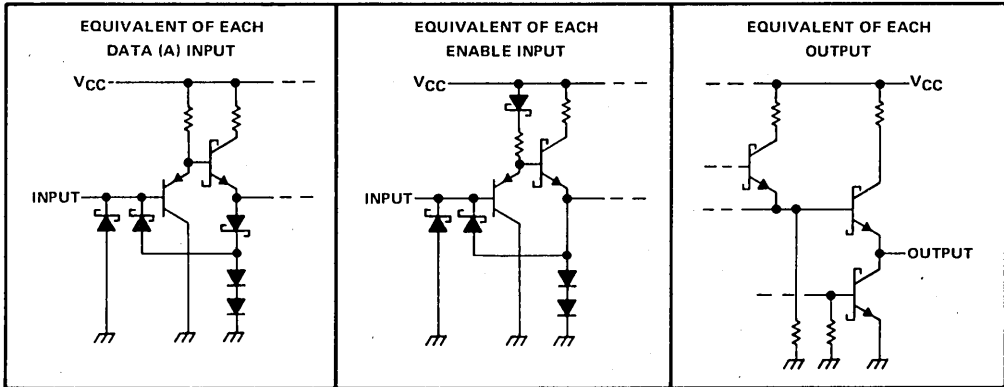 EQUIVALENT OF EACH
DATA (A) INPUT
VCC
INPUT
EQUIVALENT OF EACH
ENABLE INPUT
VCC
INPUT
EQUIVALENT OF EACH
OUTPUT
VCC
OUTPUT